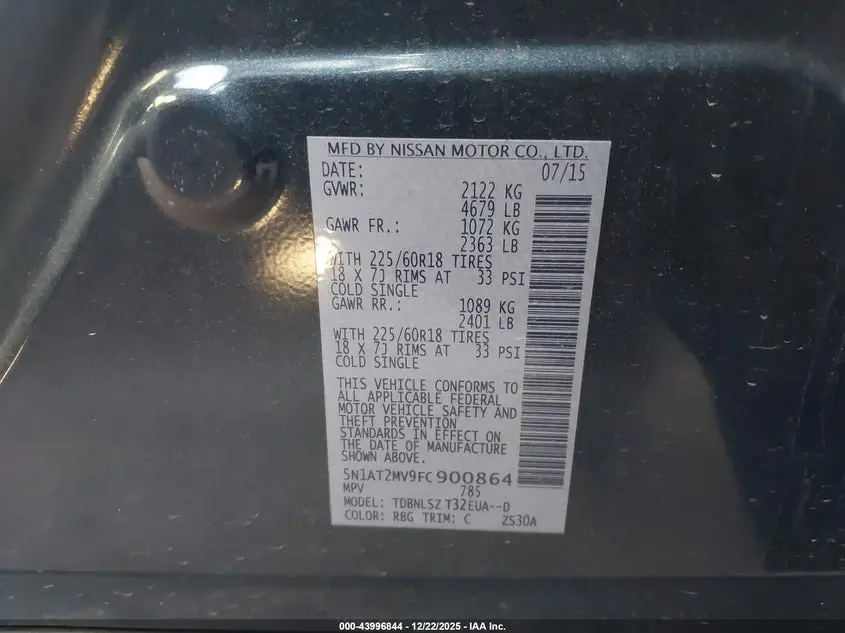 MFD BY NISSAN MOTOR CO., LTD.
DATE: 07/15
GVWR: 2122 KG
4679 LB
GAWR FR.: 1072 KG
2363 LB
WITH 225/60R18 TIRES
18 X 7J RIMS AT 33 PSI
COLD SINGLE
GAWR RR.: 1089 KG
2401 LB
WITH 225/60R18 TIRES
18 X 7J RIMS AT 33 PSI
COLD SINGLE
THIS VEHICLE CONFORMS TO
ALL APPLICABLE FEDERAL
MOTOR VEHICLE SAFETY AND
THEFT PREVENTION
STANDARDS IN EFFECT ON
THE DATE OF MANUFACTURE
SHOWN ABOVE.
5N1AT2MV9FC900864
MPV 785
MODEL: TDBNLSZ T32EUA--D
COLOR: RBG TRIM: C ZS30A
000-43996844 - 12/22/2025 - IAA Inc.